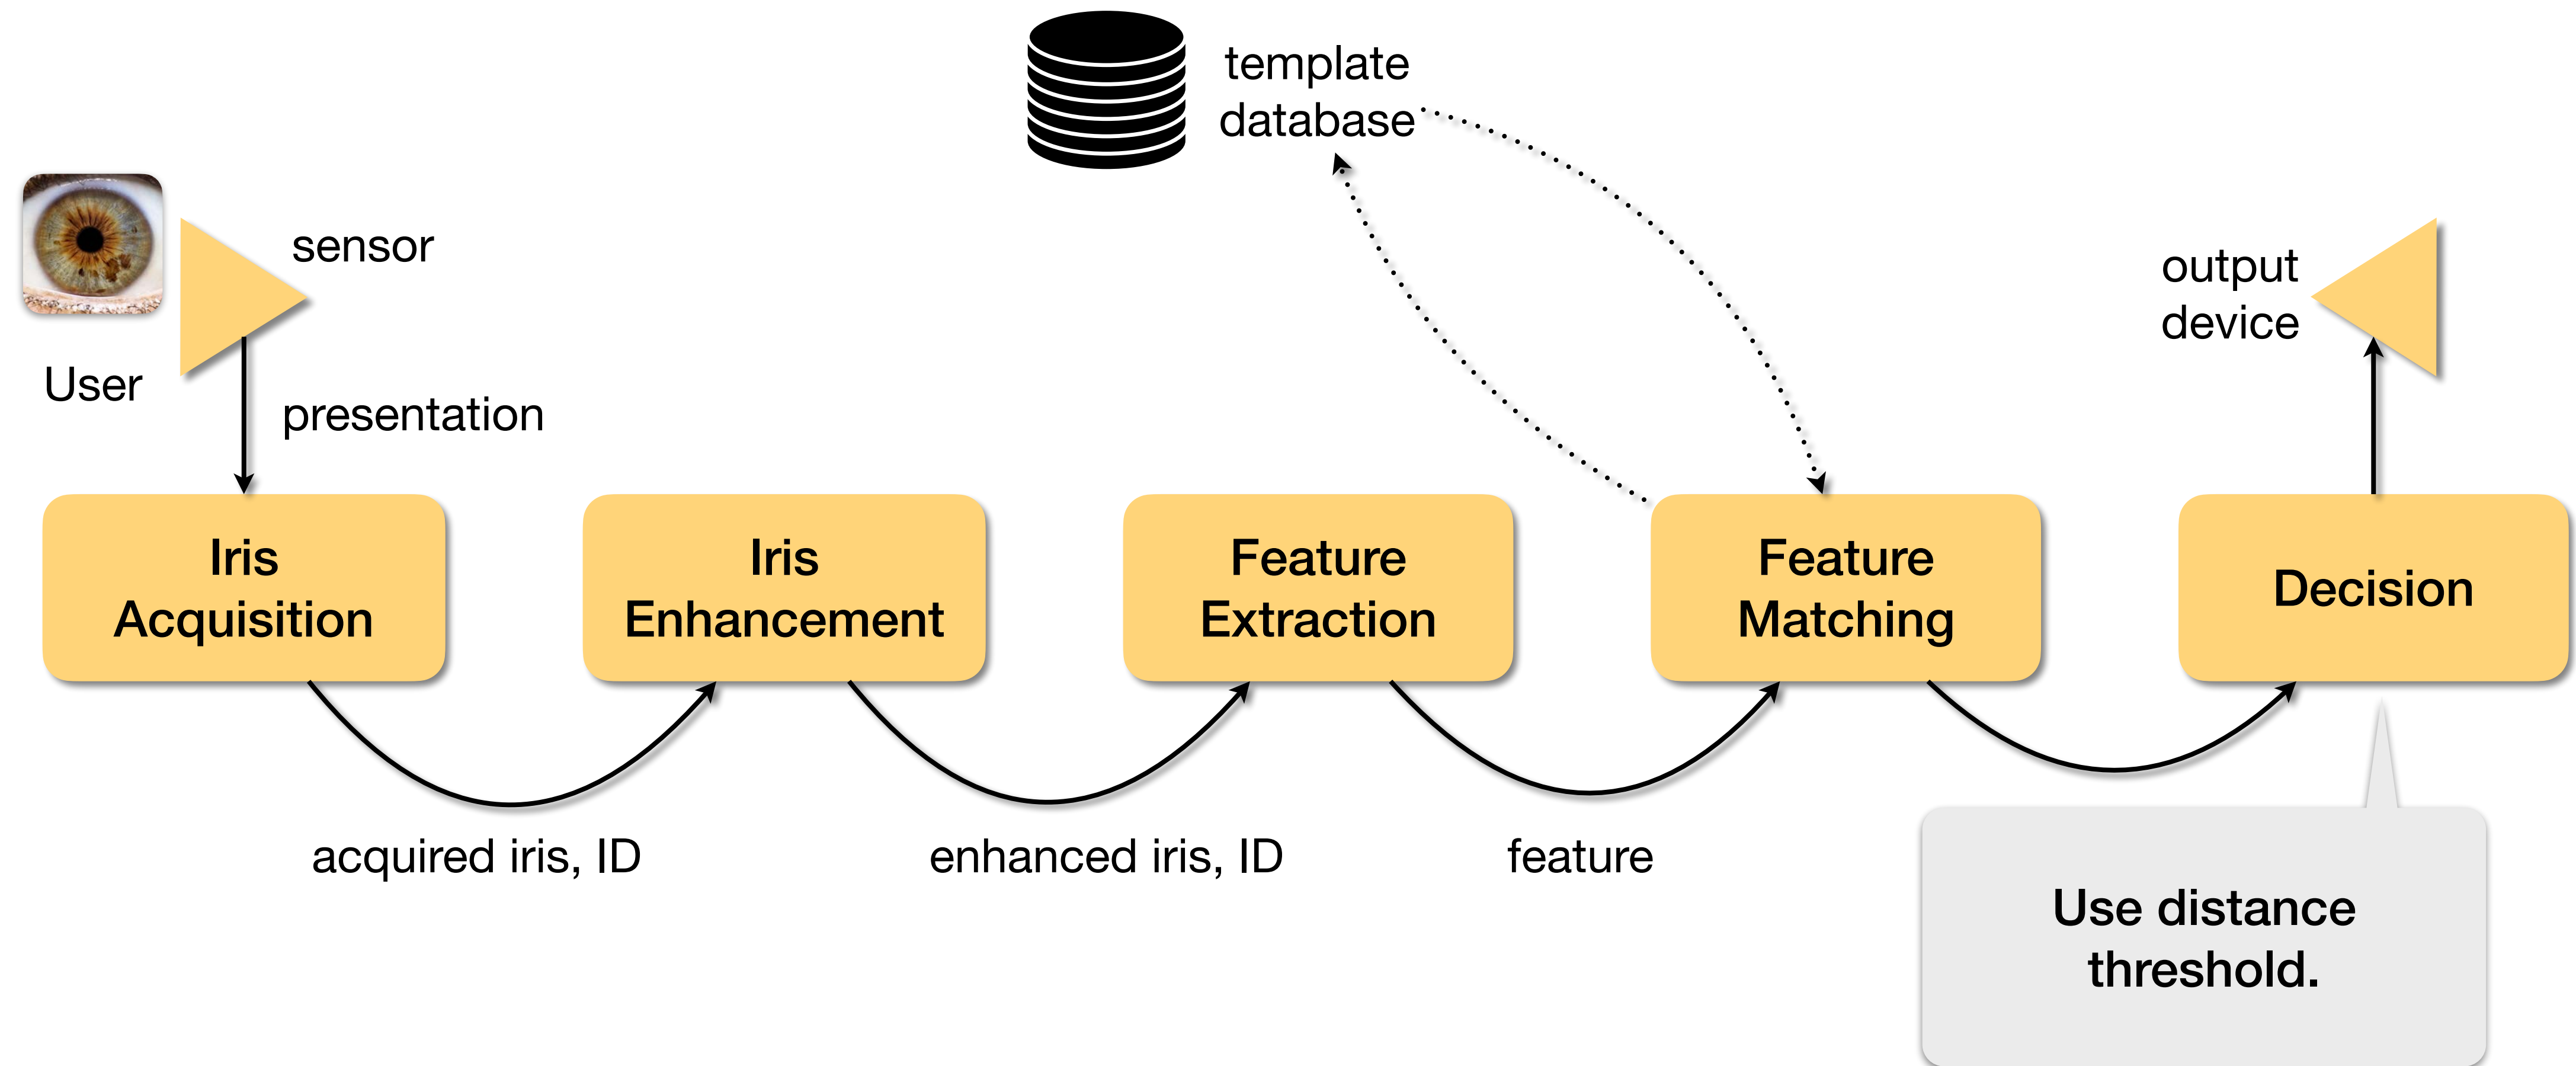 template
database
sensor
User
presentation
output
device
Iris
Acquisition
Iris
Enhancement
Feature
Extraction
Feature
Matching
Decision
acquired iris, ID
enhanced iris, ID
feature
Use distance
threshold.